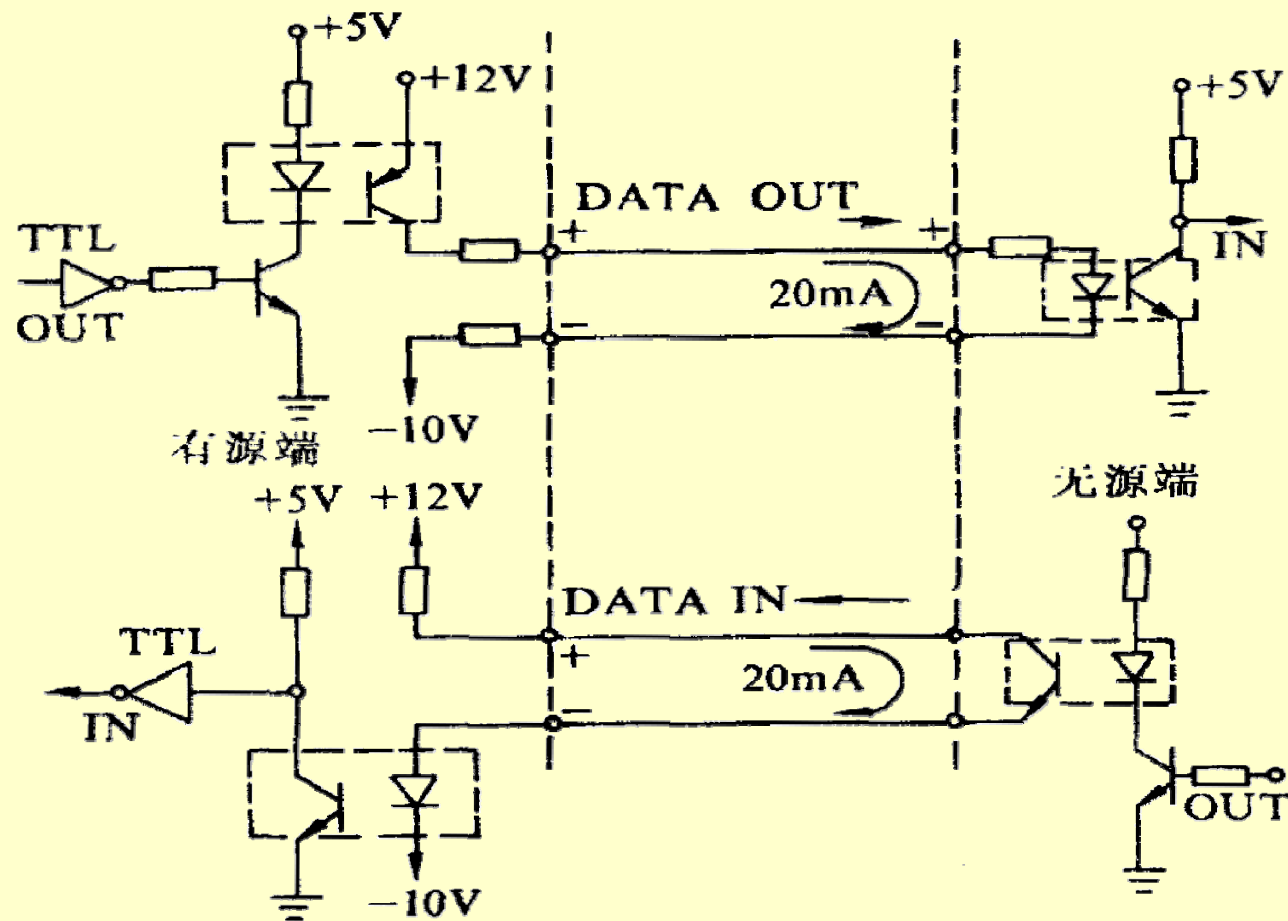 +5V
+12V
+5V
DATA OUT
+
+
TTL
IN
OUT
20mA
−
−
−10V
有源端
无源端
+5V
+12V
DATA IN
TTL
+
20mA
IN
−
OUT
−10V